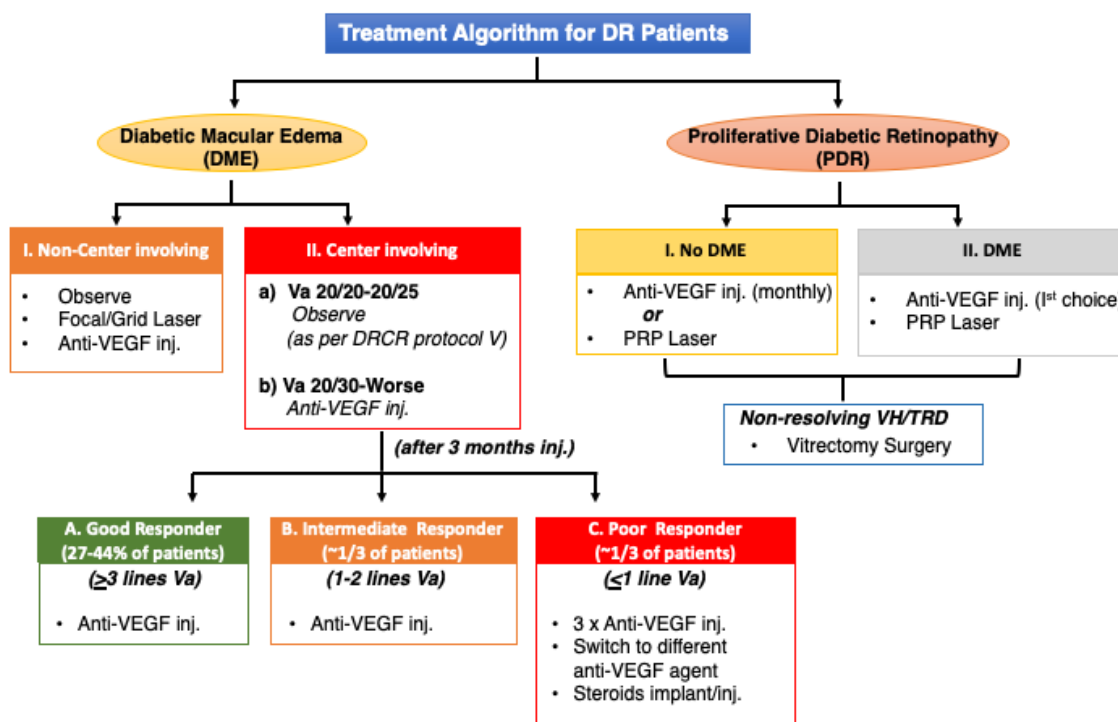 Treatment Algorithm for DR Patients
Diabetic Macular Edema
(DME)
Proliferative Diabetic Retinopathy
(PDR)
I. Non-Center involving
• Observe
• Focal/Grid Laser
• Anti-VEGF inj.
II. Center involving
a) Va 20/20-20/25
Observe
(as per DRCR protocol V)
b) Va 20/30-Worse
Anti-VEGF inj.
I. No DME
• Anti-VEGF inj. (monthly)
or
• PRP Laser
II. DME
• Anti-VEGF inj. (Ist choice
• PRP Laser
Non-resolving VH/TRD
• Vitrectomy Surgery
(after 3 months inj.)
A. Good Responder
(27-44% of patients)
(≥3 lines Va)
• Anti-VEGF inj.
B. Intermediate Responder
(~1/3 of patients)
(1-2 lines Va)
• Anti-VEGF inj.
C. Poor Responder
(~1/3 of patients)
(≤1 line Va)
• 3 x Anti-VEGF inj.
• Switch to different
anti-VEGF agent
• Steroids implant/inj.